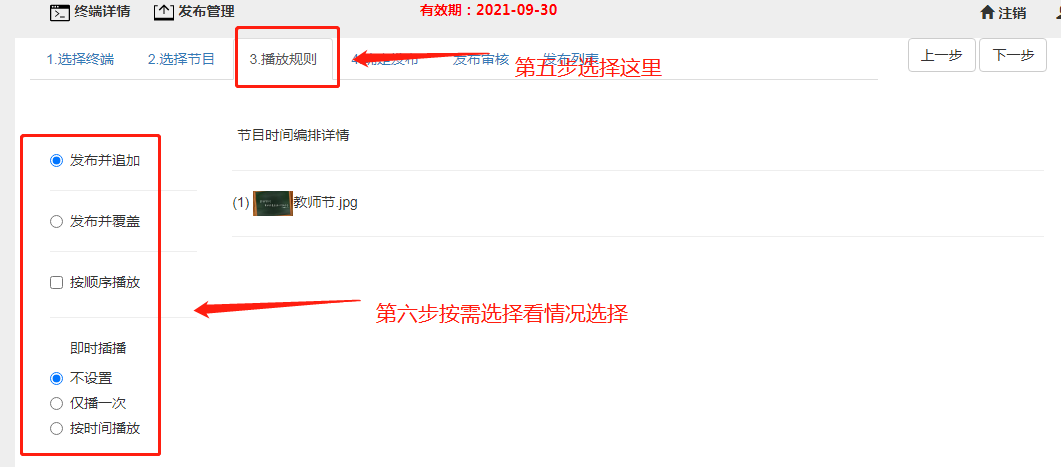 终端详情 发布管理 有效期：2021-09-30 注销
1.选择终端 2.选择节目 3.播放规则 发布审核 发布列表 上一步 下一步
第五步选择这里
节目时间编排详情
发布并追加
(1) 教师节.jpg
发布并覆盖
按顺序播放
第六步按需选择看情况选择
即时插播
不设置
仅播一次
按时间播放